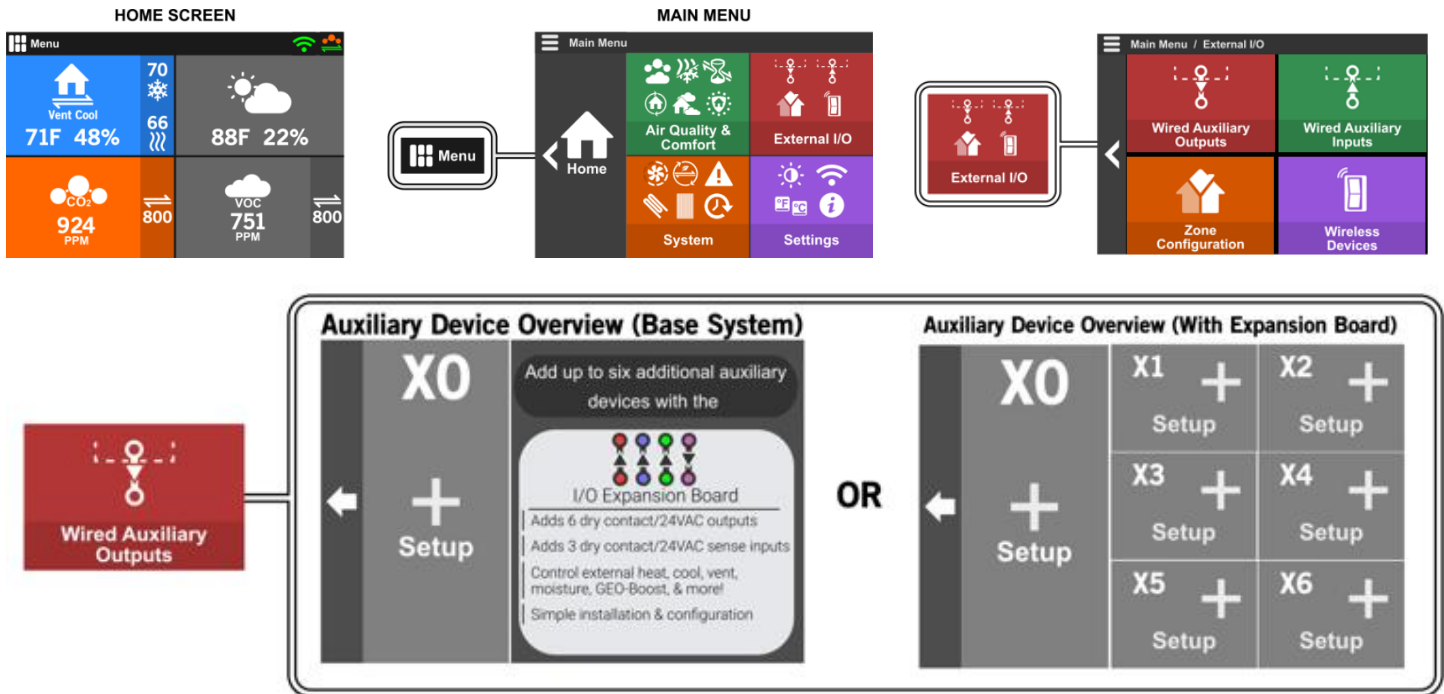 HOME SCREEN
Menu
Vent Cool
71F 48%
70
66
88F 22%
CO2
924
PPM
800
VOC
751
PPM
800
Menu
MAIN MENU
Main Menu
Home
Air Quality &
Comfort
External I/O
System
°F
°C
i
Settings
External I/O
Main Menu / External I/O
Wired Auxiliary
Outputs
Wired Auxiliary
Inputs
Zone
Configuration
Wireless
Devices
Wired Auxiliary
Outputs
Auxiliary Device Overview (Base System)
X0
Setup
Add up to six additional auxiliary
devices with the
I/O Expansion Board
Adds 6 dry contact/24VAC outputs
Adds 3 dry contact/24VAC sense inputs
Control external heat, cool, vent,
moisture, GEO-Boost, & more!
Simple installation & configuration
OR
Auxiliary Device Overview (With Expansion Board)
X0
Setup
X1
Setup
X2
Setup
X3
Setup
X4
Setup
X5
Setup
X6
Setup